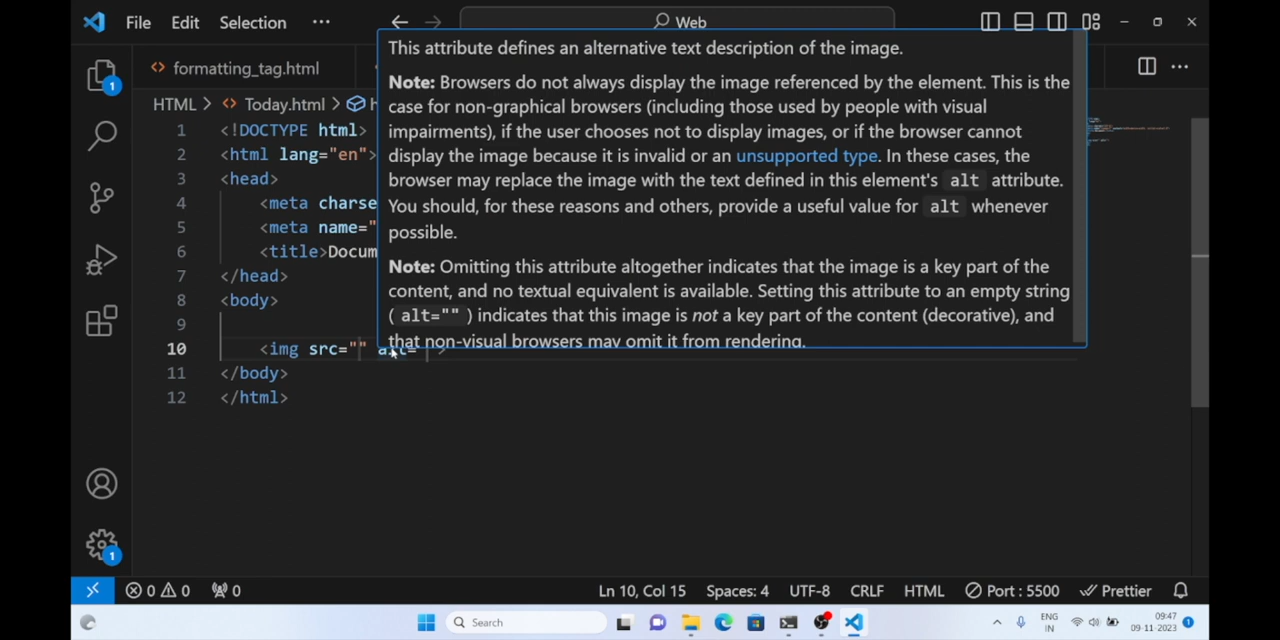 File Edit Selection ··· Web
This attribute defines an alternative text description of the image.
Note: Browsers do not always display the image referenced by the element. This is the
case for non-graphical browsers (including those used by people with visual
impairments), if the user chooses not to display images, or if the browser cannot
display the image because it is invalid or an unsupported type. In these cases, the
browser may replace the image with the text defined in this element's alt attribute.
You should, for these reasons and others, provide a useful value for alt whenever
possible.
Note: Omitting this attribute altogether indicates that the image is a key part of the
content, and no textual equivalent is available. Setting this attribute to an empty string
(alt="") indicates that this image is not a key part of the content (decorative), and
that non-visual browsers may omit it from rendering.
<> formatting_tag.html
HTML > <> Today.html >
1 <!DOCTYPE html>
2 <html lang="en">
3 <head>
4 <meta charse
5 <meta name="
6 <title>Docum
7 </head>
8 <body>
9
10 <img src="" alt=
11 </body>
12 </html>
1
1
0 0 0 Ln 10, Col 15 Spaces: 4 UTF-8 CRLF HTML Port : 5500 Prettier
Search ENG IN 09:47 09-11-2023 1